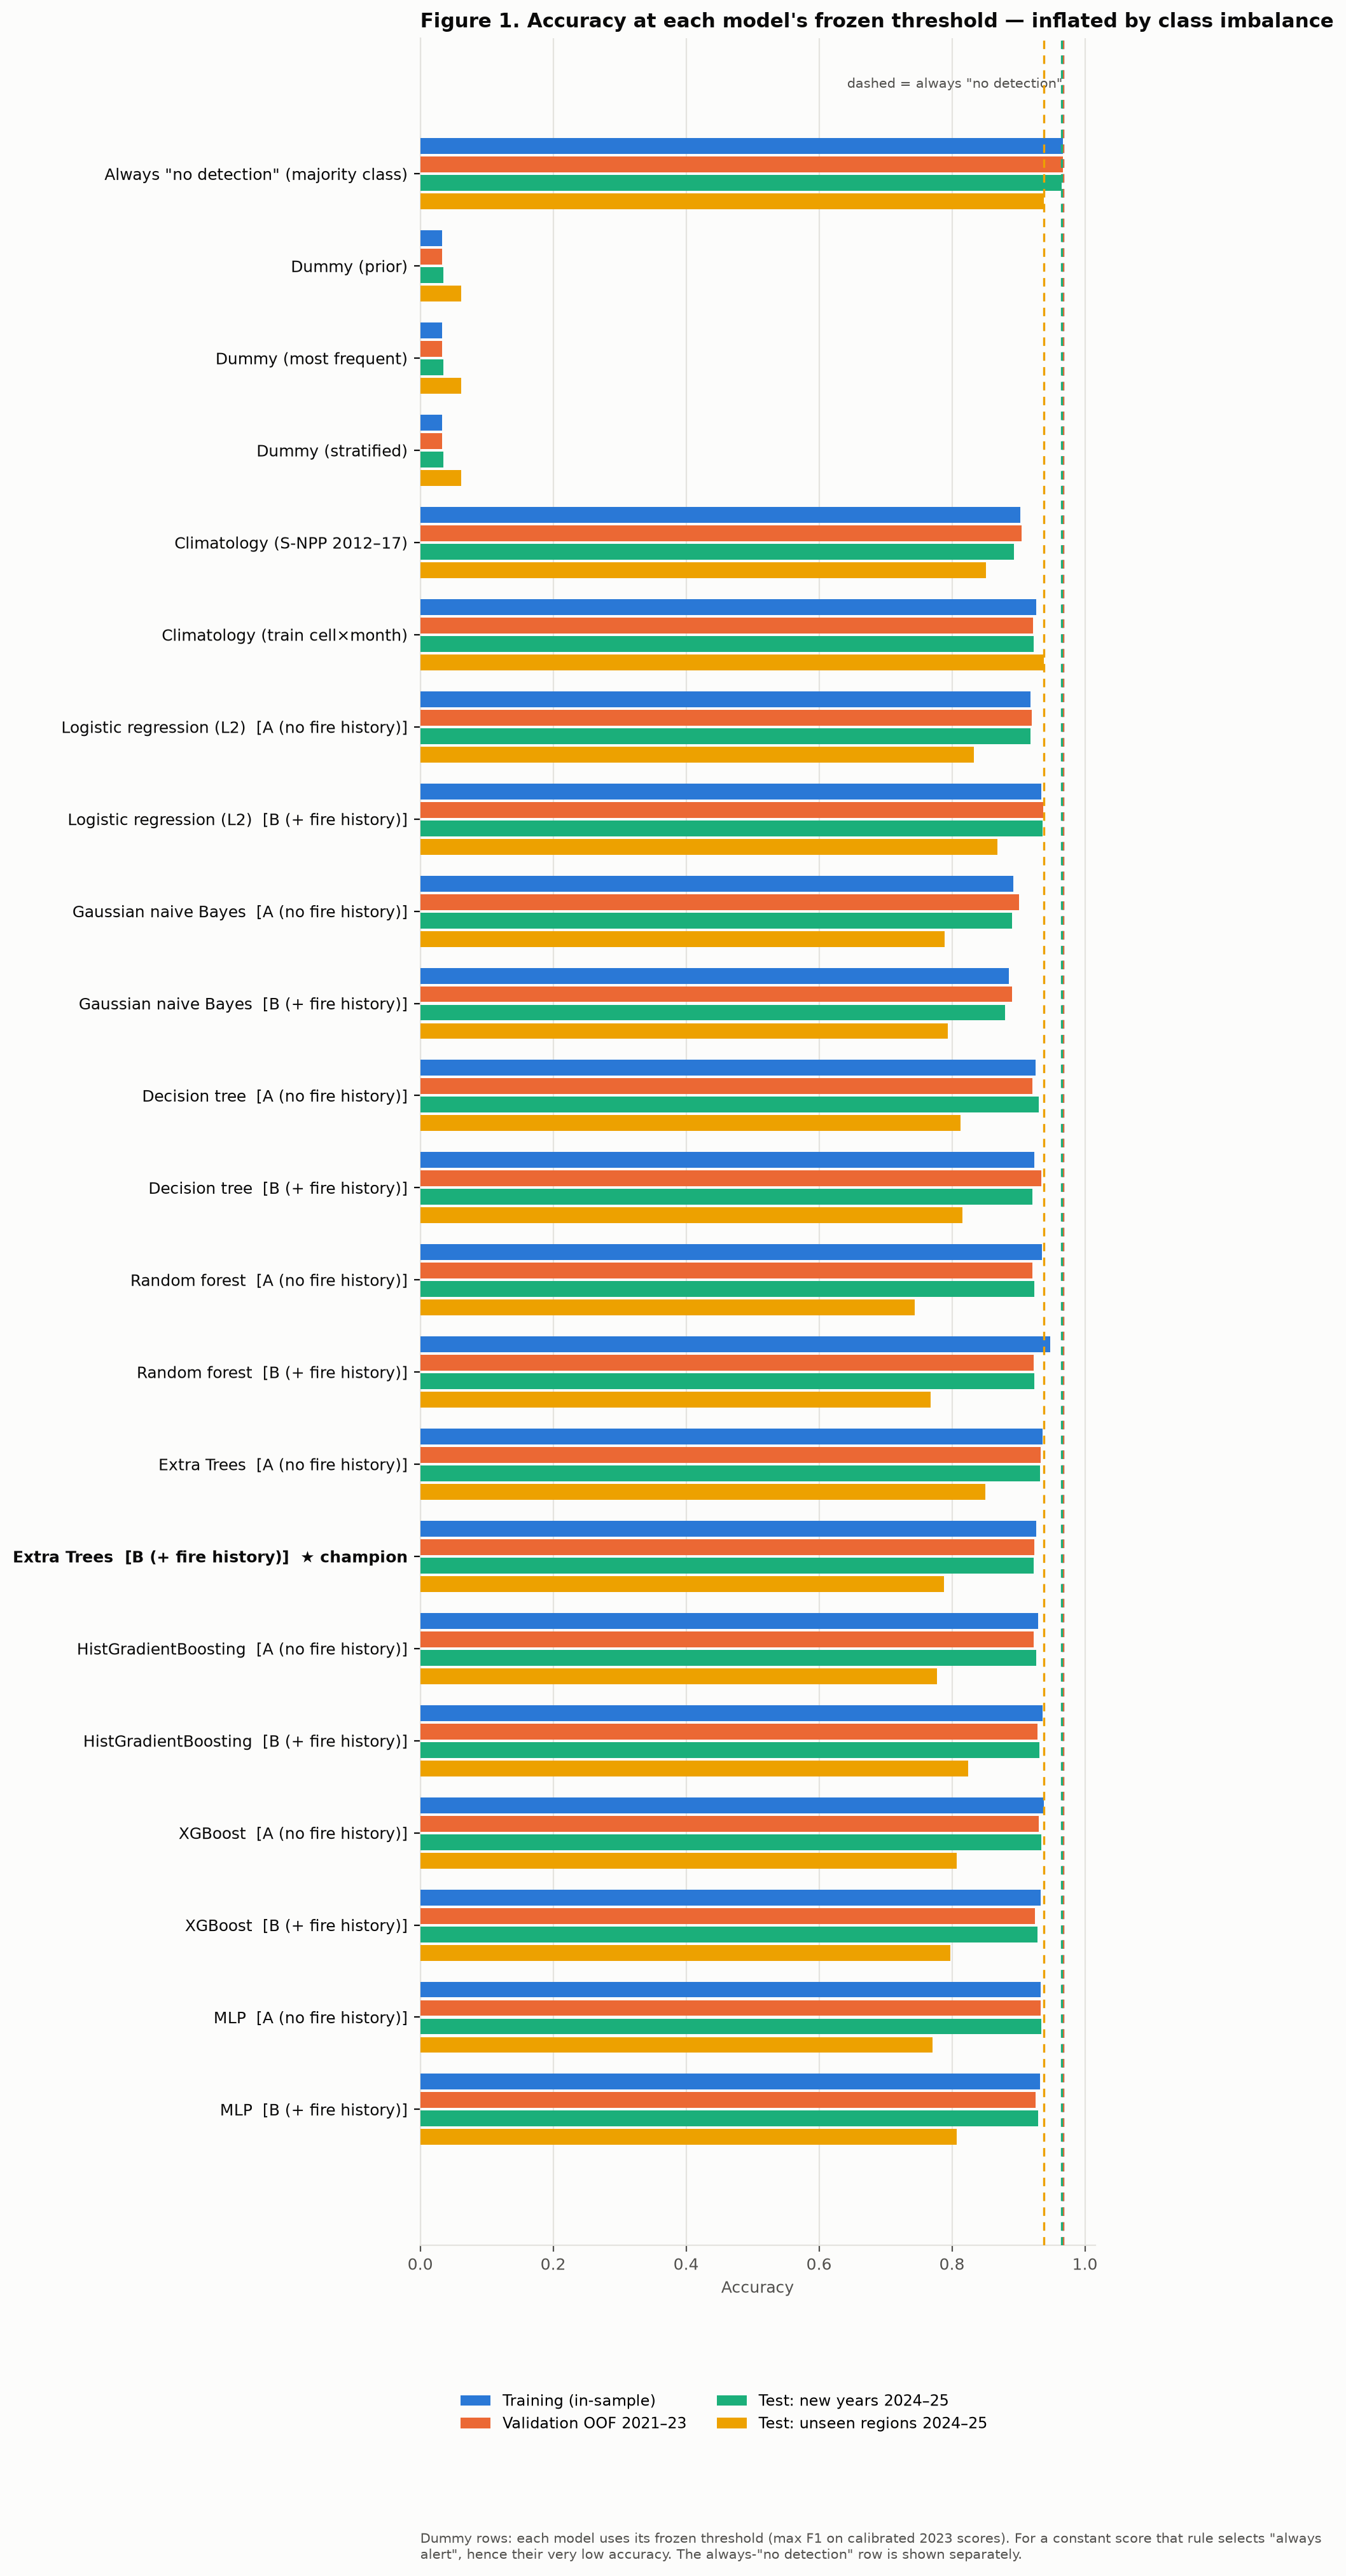 Figure 1. Accuracy at each model's frozen threshold — inflated by class imbalance
dashed = always "no detection"
Always "no detection" (majority class)
Dummy (prior)
Dummy (most frequent)
Dummy (stratified)
Climatology (S-NPP 2012–17)
Climatology (train cell×month)
Logistic regression (L2)  [A (no fire history)]
Logistic regression (L2)  [B (+ fire history)]
Gaussian naive Bayes  [A (no fire history)]
Gaussian naive Bayes  [B (+ fire history)]
Decision tree  [A (no fire history)]
Decision tree  [B (+ fire history)]
Random forest  [A (no fire history)]
Random forest  [B (+ fire history)]
Extra Trees  [A (no fire history)]
Extra Trees  [B (+ fire history)]  ★ champion
HistGradientBoosting  [A (no fire history)]
HistGradientBoosting  [B (+ fire history)]
XGBoost  [A (no fire history)]
XGBoost  [B (+ fire history)]
MLP  [A (no fire history)]
MLP  [B (+ fire history)]
0.0 0.2 0.4 0.6 0.8 1.0
Accuracy
Training (in-sample) Test: new years 2024–25
Validation OOF 2021–23 Test: unseen regions 2024–25
Dummy rows: each model uses its frozen threshold (max F1 on calibrated 2023 scores). For a constant score that rule selects "always
alert", hence their very low accuracy. The always-"no detection" row is shown separately.